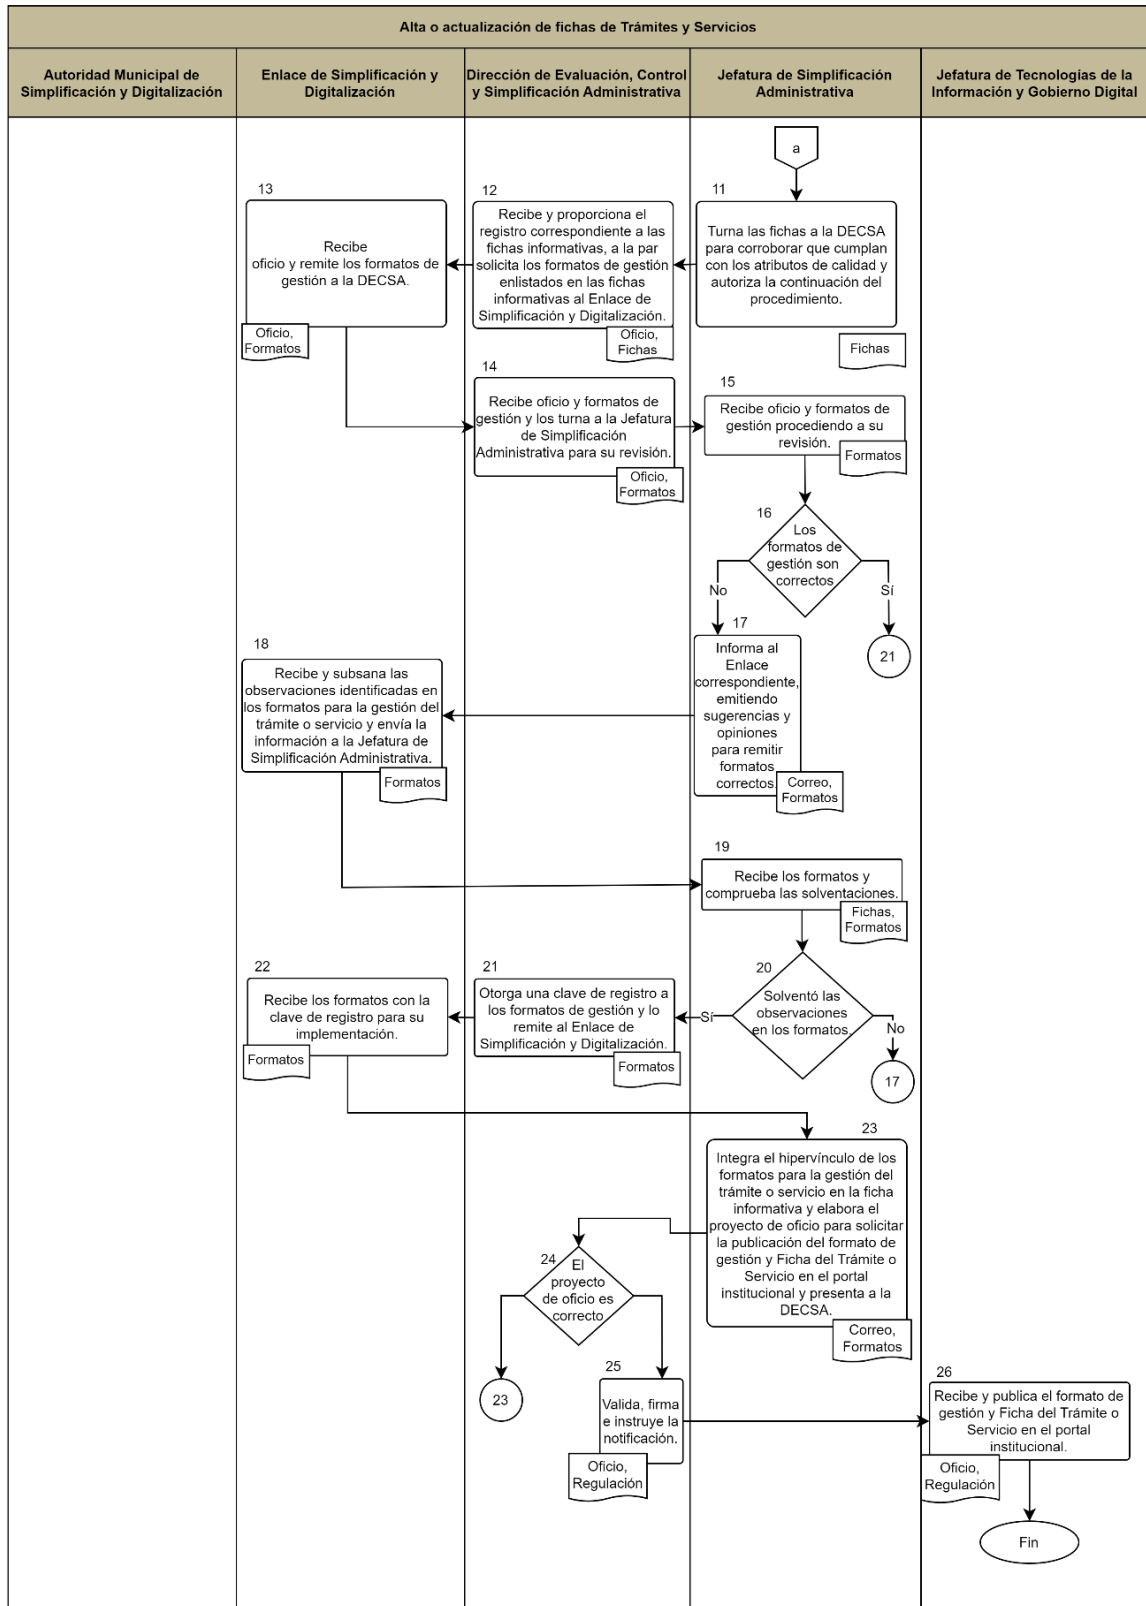 Alta o actualización de fichas de Trámites y Servicios
Autoridad Municipal de
Simplificación y Digitalización
Enlace de Simplificación y
Digitalización
Dirección de Evaluación, Control
y Simplificación Administrativa
Jefatura de Simplificación
Administrativa
Jefatura de Tecnologías de la
Información y Gobierno Digital
a
11
Turna las fichas a la DECSA
para corroborar que cumplan
con los atributos de calidad y
autoriza la continuación del
procedimiento.
Fichas
12
Recibe y proporciona el
registro correspondiente a las
fichas informativas, a la par
solicita los formatos de gestión
enlistados en las fichas
informativas al Enlace de
Simplificación y Digitalización.
Oficio,
Fichas
13
Recibe
oficio y remite los formatos de
gestión a la DECSA.
Oficio,
Formatos
14
Recibe oficio y formatos de
gestión y los turna a la Jefatura
de Simplificación
Administrativa para su revisión.
Oficio,
Formatos
15
Recibe oficio y formatos de
gestión procediendo a su
revisión.
Formatos
16
Los
formatos de
gestión son
correctos
No
Sí
21
17
Informa al
Enlace
correspondiente,
emitiendo
sugerencias y
opiniones
para remitir
formatos
correctos.
Correo,
Formatos
18
Recibe y subsana las
observaciones identificadas en
los formatos para la gestión del
trámite o servicio y envía la
información a la Jefatura de
Simplificación Administrativa.
Formatos
19
Recibe los formatos y
comprueba las solventaciones.
Fichas,
Formatos
20
Solventó las
observaciones
en los formatos.
Sí
No
17
21
Otorga una clave de registro a
los formatos de gestión y lo
remite al Enlace de
Simplificación y Digitalización.
Formatos
22
Recibe los formatos con la
clave de registro para su
implementación.
Formatos
23
Integra el hipervínculo de los
formatos para la gestión del
trámite o servicio en la ficha
informativa y elabora el
proyecto de oficio para solicitar
la publicación del formato de
gestión y Ficha del Trámite o
Servicio en el portal
institucional y presenta a la
DECSA.
Correo,
Formatos
24
El
proyecto
de oficio es
correcto
23
25
Valida, firma
e instruye la
notificación.
Oficio,
Regulación
26
Recibe y publica el formato de
gestión y Ficha del Trámite o
Servicio en el portal
institucional.
Oficio,
Regulación
Fin